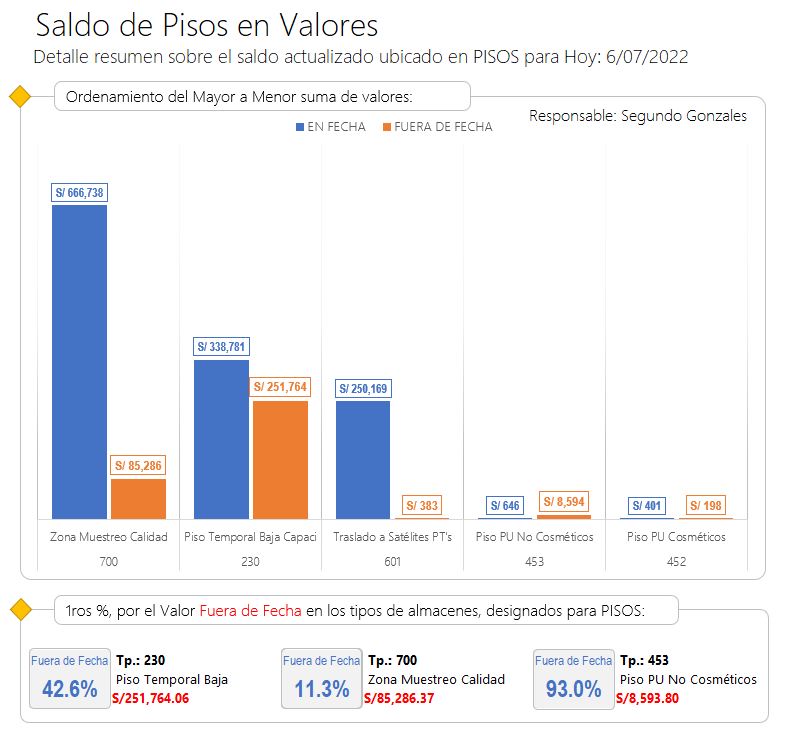 Saldo de Pisos en Valores
Detalle resumen sobre el saldo actualizado ubicado en PISOS para Hoy: 6/07/2022
Ordenamiento del Mayor a Menor suma de valores:
Responsable: Segundo Gonzales
EN FECHA FUERA DE FECHA
S/ 666,738
S/ 85,286
S/ 338,781
S/ 251,764
S/ 250,169
S/ 383
S/ 646
S/ 8,594
S/ 401
S/ 198
Zona Muestreo Calidad Piso Temporal Baja Capaci Traslado a Satélites PT's Piso PU No Cosméticos Piso PU Cosméticos
700 230 601 453 452
1ros %, por el Valor Fuera de Fecha en los tipos de almacenes, designados para PISOS:
Fuera de Fecha
42.6%
Tp.: 230
Piso Temporal Baja
S/251,764.06
Fuera de Fecha
11.3%
Tp.: 700
Zona Muestreo Calidad
S/85,286.37
Fuera de Fecha
93.0%
Tp.: 453
Piso PU No Cosméticos
S/8,593.80